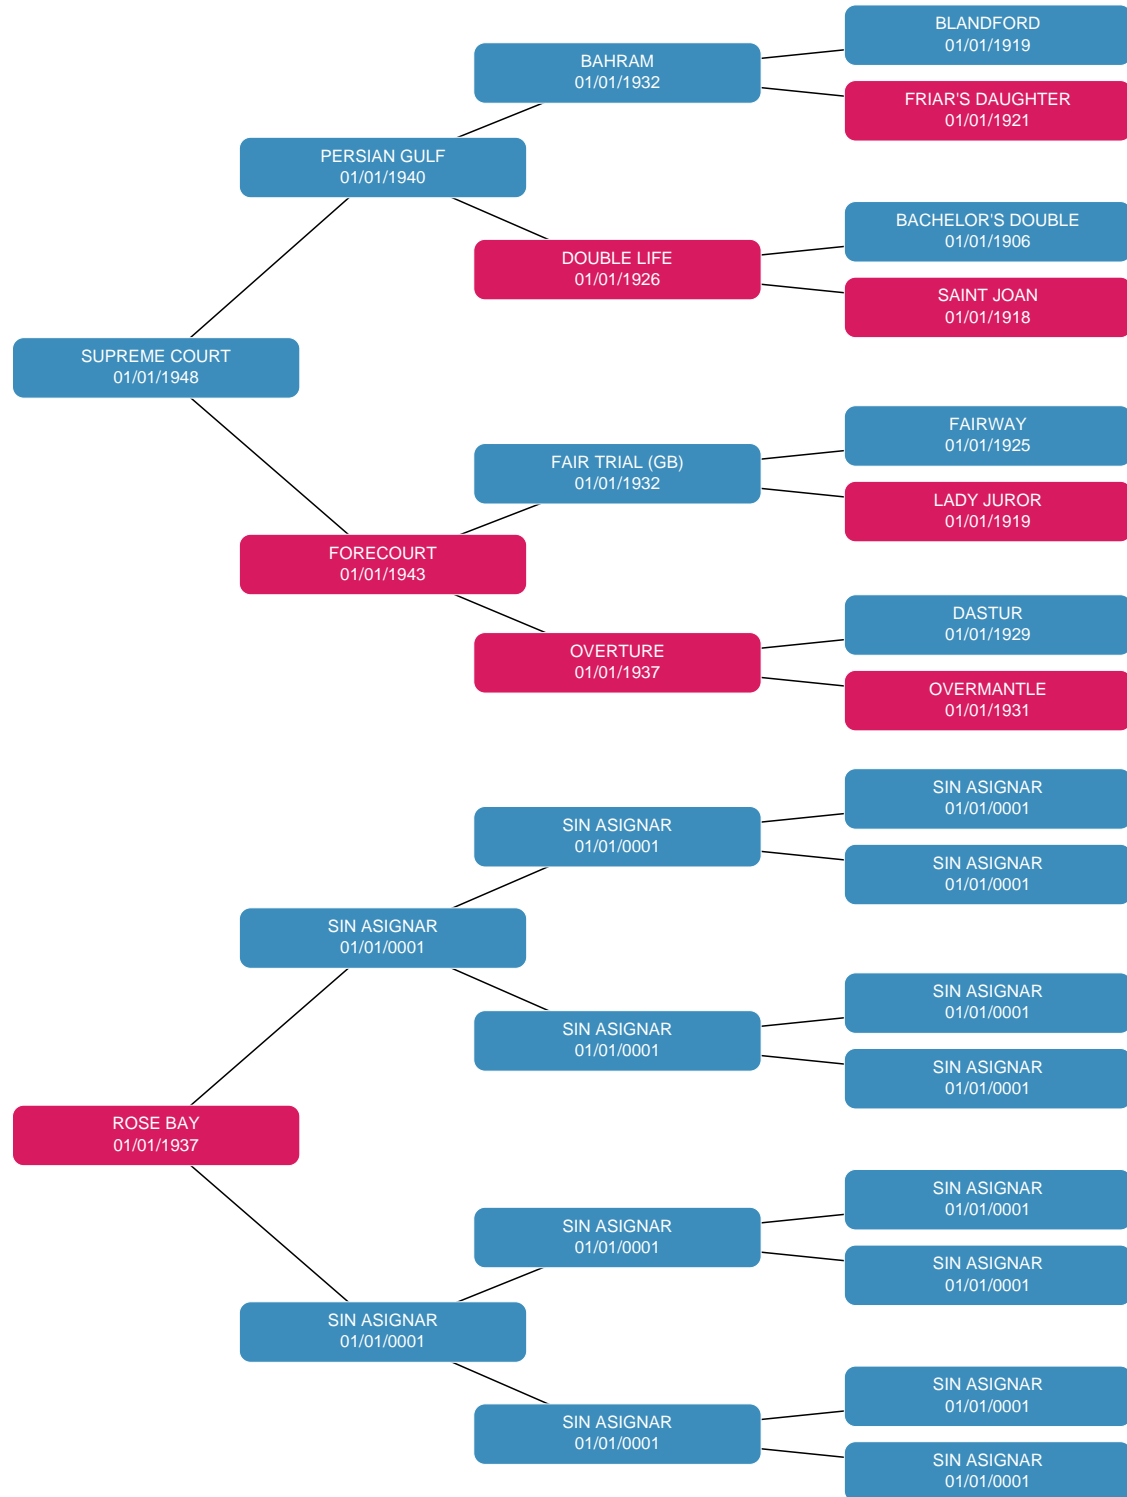 BLANDFORD
01/01/1919
BAHRAM
01/01/1932
FRIAR'S DAUGHTER
01/01/1921
PERSIAN GULF
01/01/1940
BACHELOR'S DOUBLE
01/01/1906
DOUBLE LIFE
01/01/1926
SAINT JOAN
01/01/1918
SUPREME COURT
01/01/1948
FAIRWAY
01/01/1925
FAIR TRIAL (GB)
01/01/1932
LADY JUROR
01/01/1919
FORECOURT
01/01/1943
DASTUR
01/01/1929
OVERTURE
01/01/1937
OVERMANTLE
01/01/1931
SIN ASIGNAR
01/01/0001
SIN ASIGNAR
01/01/0001
SIN ASIGNAR
01/01/0001
SIN ASIGNAR
01/01/0001
SIN ASIGNAR
01/01/0001
SIN ASIGNAR
01/01/0001
SIN ASIGNAR
01/01/0001
ROSE BAY
01/01/1937
SIN ASIGNAR
01/01/0001
SIN ASIGNAR
01/01/0001
SIN ASIGNAR
01/01/0001
SIN ASIGNAR
01/01/0001
SIN ASIGNAR
01/01/0001
SIN ASIGNAR
01/01/0001
SIN ASIGNAR
01/01/0001